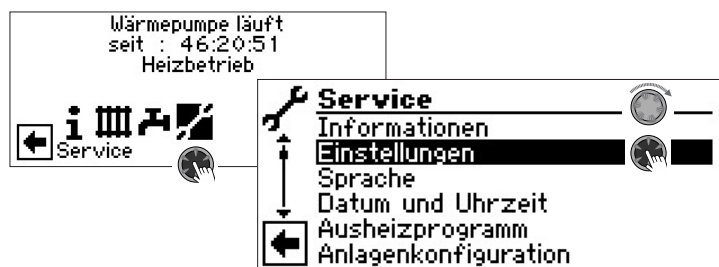 Wärmepumpe läuft
seit : 46:20:51
Heizbetrieb
Service
Service
Informationen
Einstellungen
Sprache
Datum und Uhrzeit
Ausheizprogramm
Anlagenkonfiguration